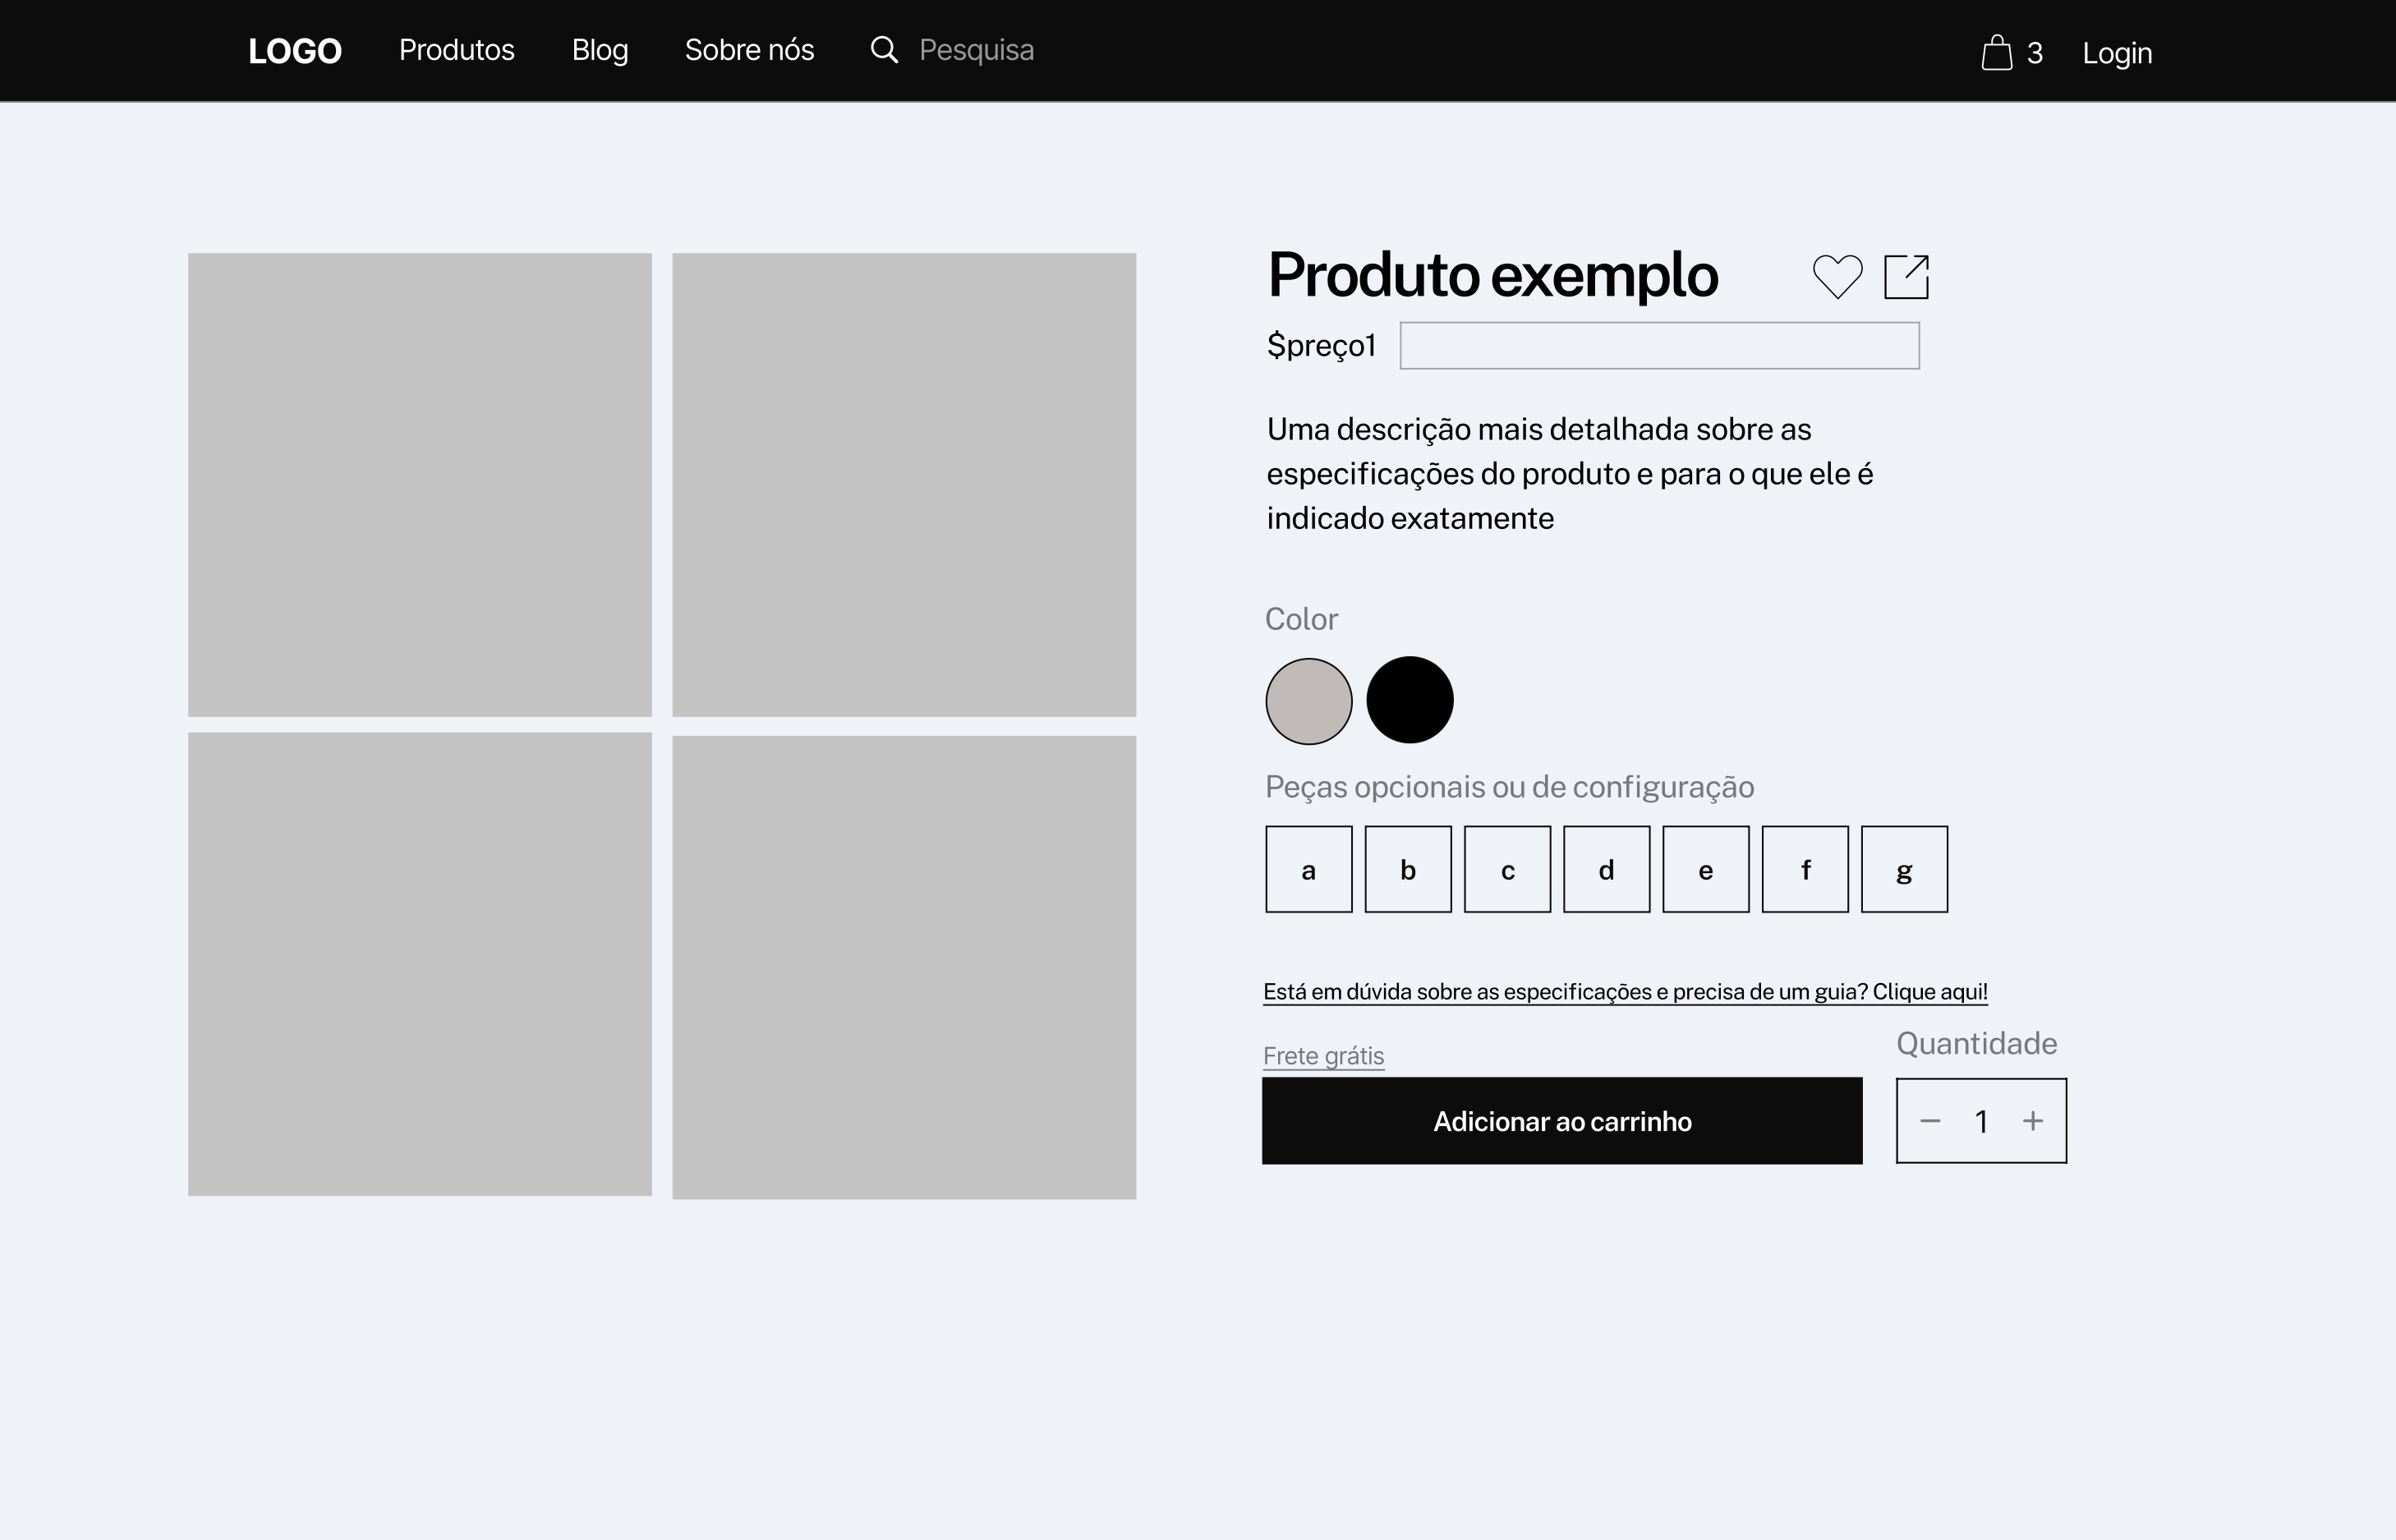 LOGO Produtos Blog Sobre nós Pesquisa 3 Login
Produto exemplo
$preço1
Uma descrição mais detalhada sobre as
especificações do produto e para o que ele é
indicado exatamente
Color
Peças opcionais ou de configuração
a b c d e f g
Está em dúvida sobre as especificações e precisa de um guia? Clique aqui!
Frete grátis
Quantidade
Adicionar ao carrinho
− 1 +